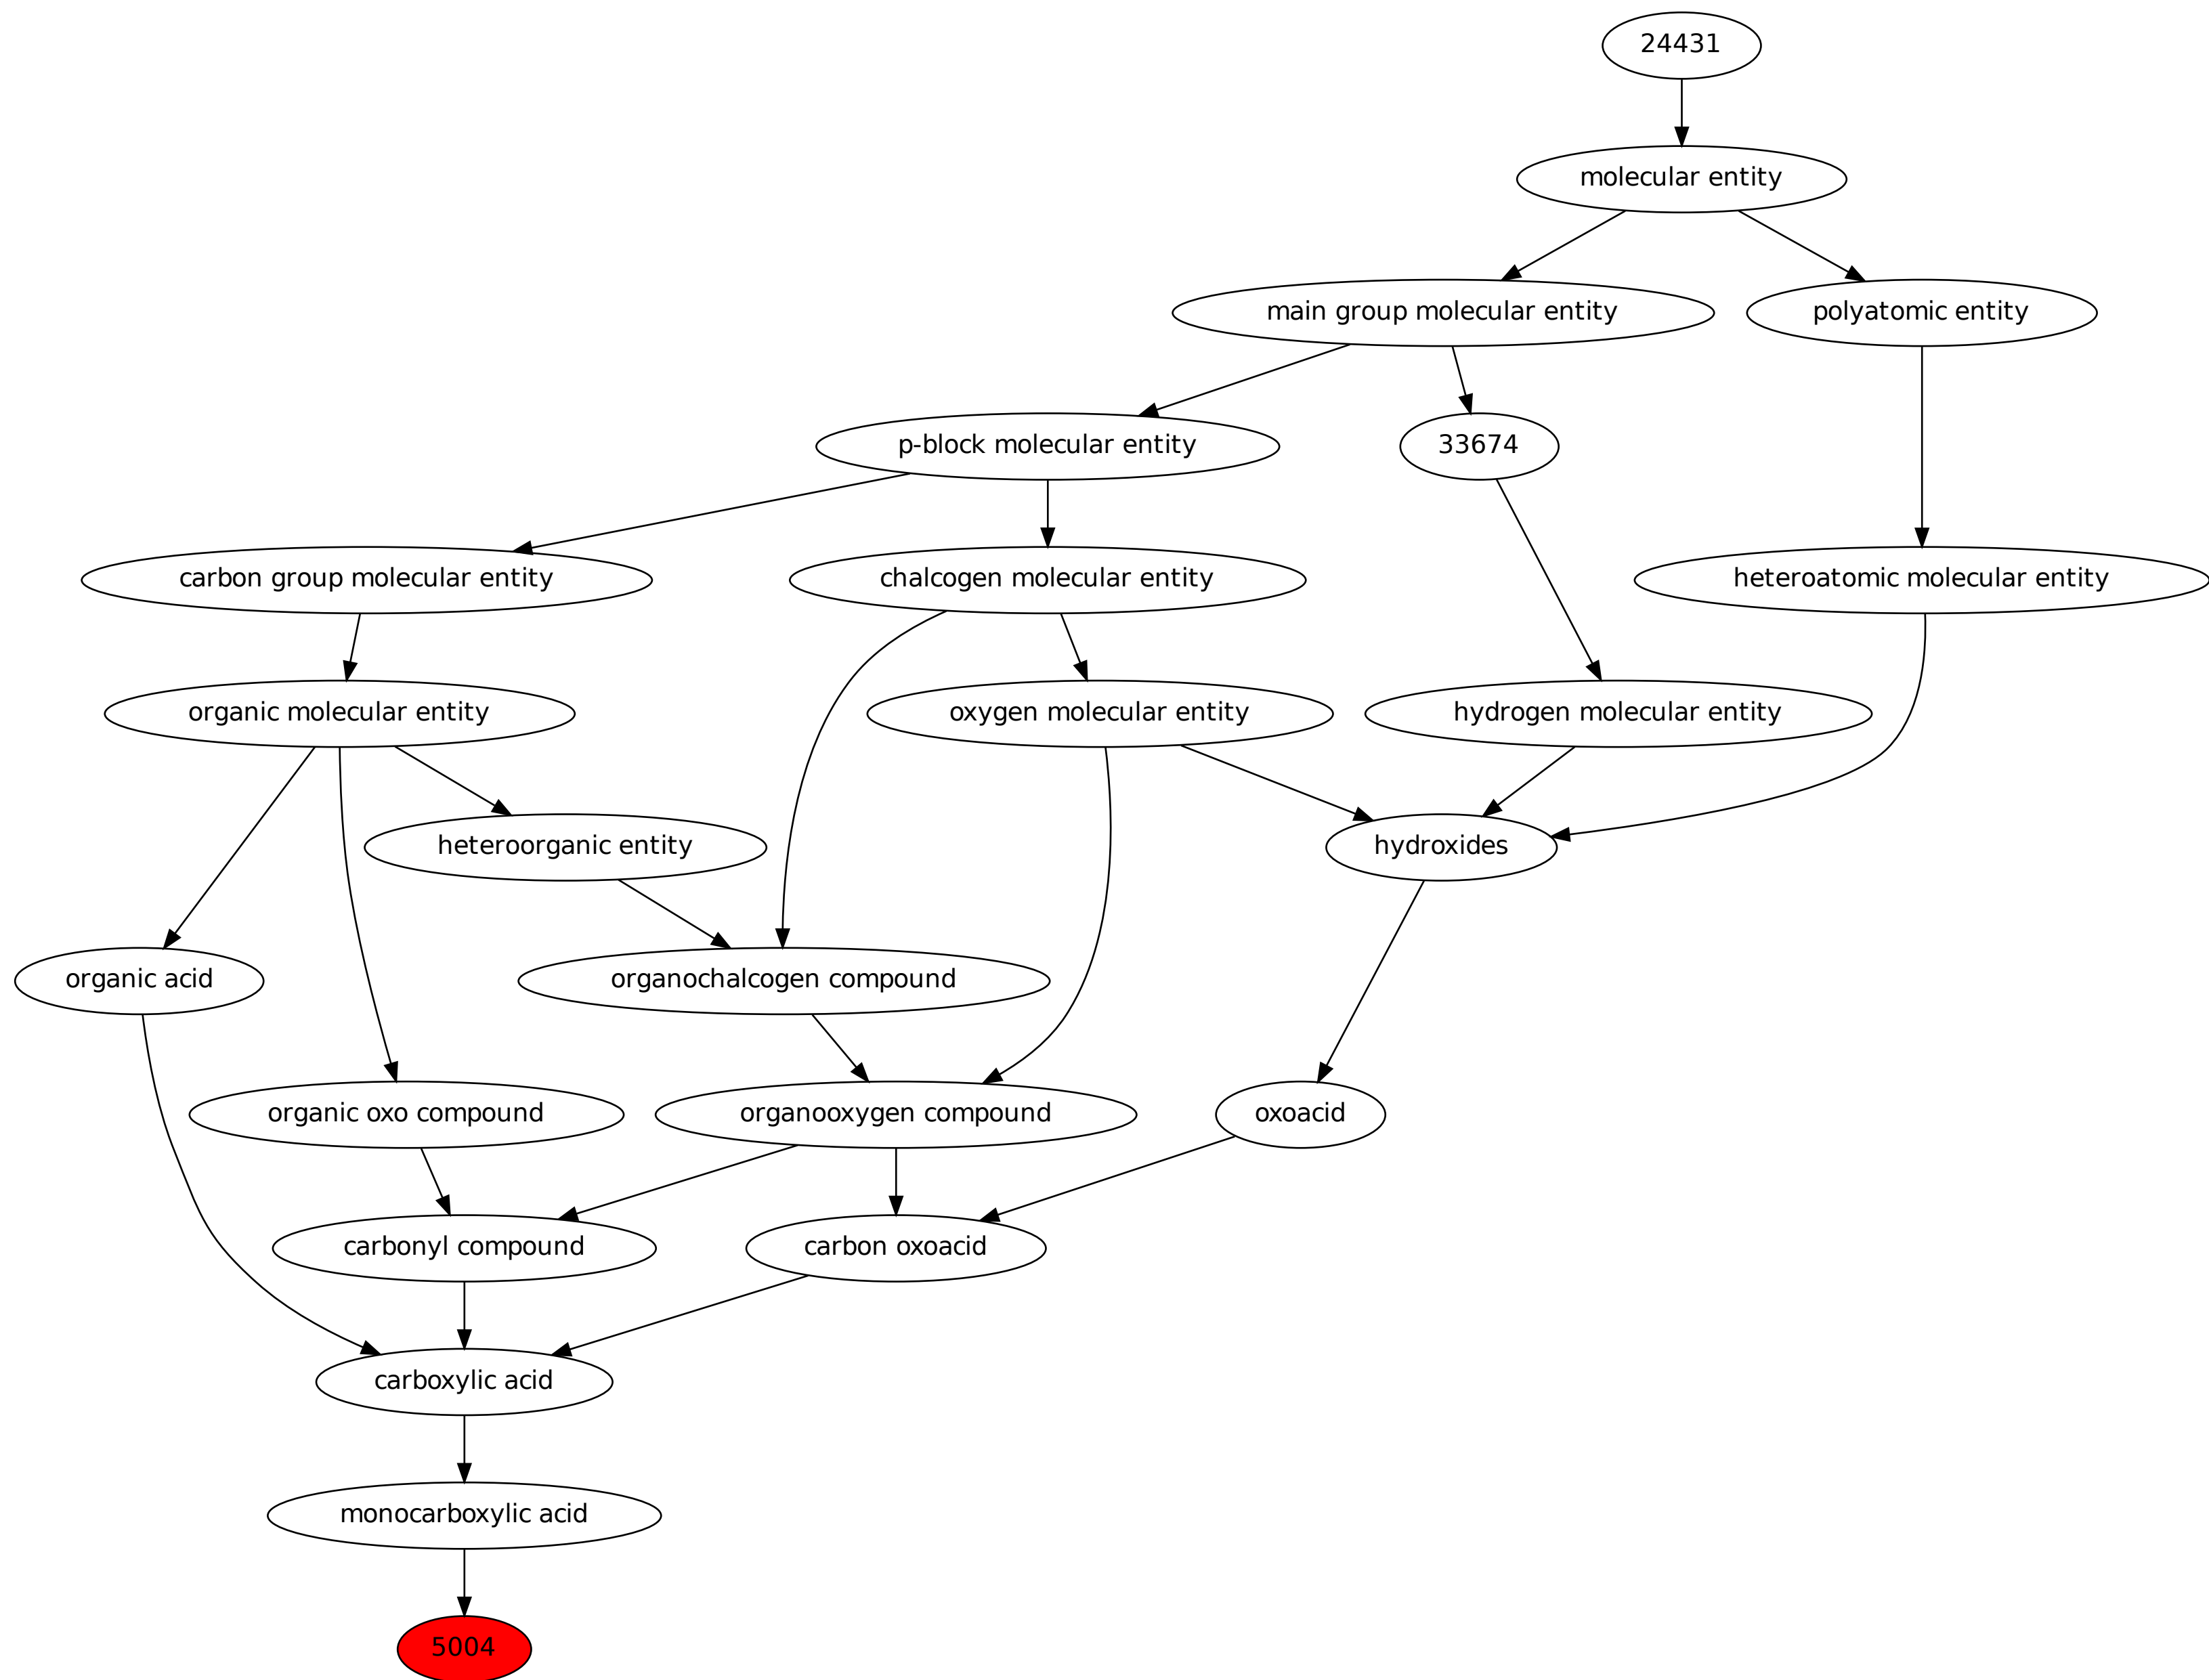 24431
molecular entity
main group molecular entity
polyatomic entity
p-block molecular entity
33674
carbon group molecular entity
chalcogen molecular entity
heteroatomic molecular entity
organic molecular entity
oxygen molecular entity
hydrogen molecular entity
heteroorganic entity
hydroxides
organic acid
organochalcogen compound
organic oxo compound
organooxygen compound
oxoacid
carbonyl compound
carbon oxoacid
carboxylic acid
monocarboxylic acid
5004